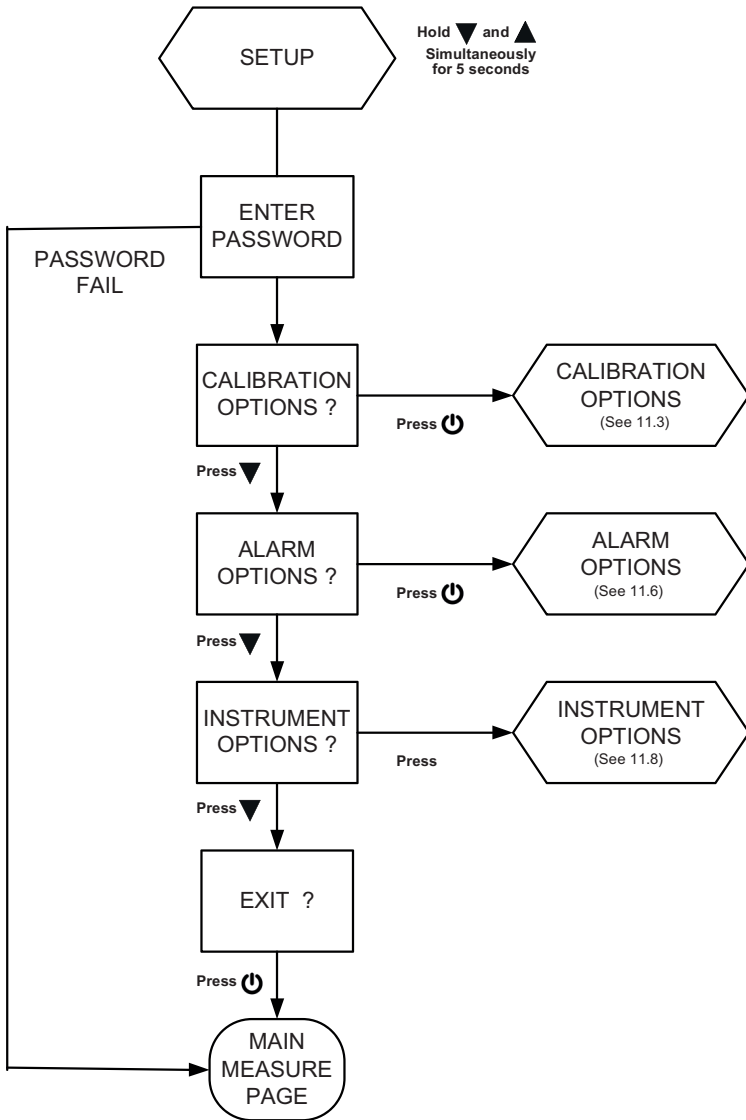 SETUP
Hold ▼ and ▲
Simultaneously
for 5 seconds
ENTER
PASSWORD
PASSWORD
FAIL
CALIBRATION
OPTIONS ?
Press ⏻
CALIBRATION
OPTIONS
(See 11.3)
Press ▼
ALARM
OPTIONS ?
Press ⏻
ALARM
OPTIONS
(See 11.6)
Press ▼
INSTRUMENT
OPTIONS ?
Press
INSTRUMENT
OPTIONS
(See 11.8)
Press ▼
EXIT ?
Press ⏻
MAIN
MEASURE
PAGE